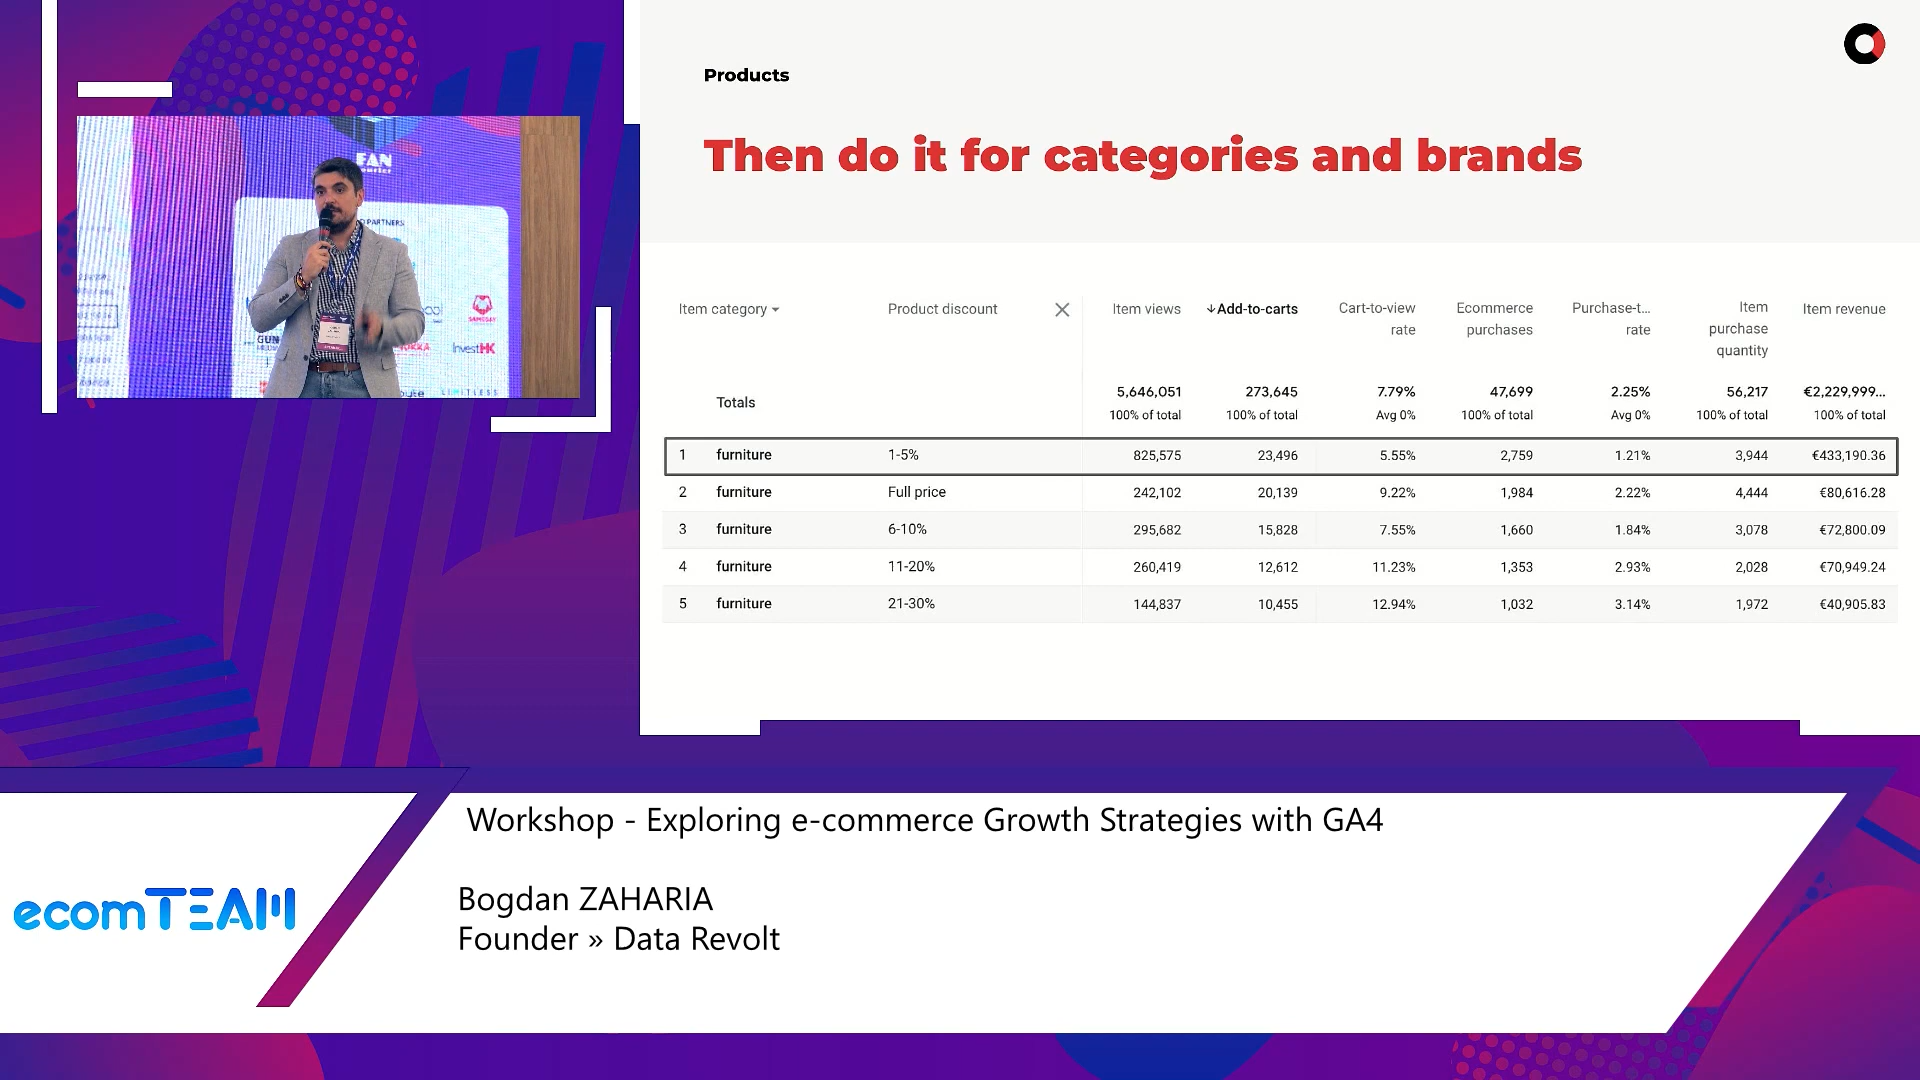 Products
Then do it for categories and brands
Item category
Product discount
Item views
Add-to-carts
Cart-to-view rate
Ecommerce purchases
Purchase-t... rate
Item purchase quantity
Item revenue
Totals 5,646,051 273,645 7.79% 47,699 2.25% 56,217 €2,229,999...
100% of total 100% of total Avg 0% 100% of total Avg 0% 100% of total 100% of total
1 furniture 1-5% 825,575 23,496 5.55% 2,759 1.21% 3,944 €433,190.36
2 furniture Full price 242,102 20,139 9.22% 1,984 2.22% 4,444 €80,616.28
3 furniture 6-10% 295,682 15,828 7.55% 1,660 1.84% 3,078 €72,800.09
4 furniture 11-20% 260,419 12,612 11.23% 1,353 2.93% 2,028 €70,949.24
5 furniture 21-30% 144,837 10,455 12.94% 1,032 3.14% 1,972 €40,905.83
FAN
Courier
PARTNERS
SAMEDAY
InvestHK
LIMITLESS
Workshop - Exploring e-commerce Growth Strategies with GA4
ecomTEAM
Bogdan ZAHARIA
Founder » Data Revolt